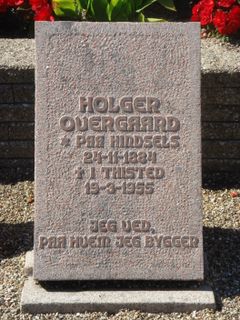 HOLGER
OVERGAARD
* PAA HINDSELS
24-11-1884
† I THISTED
19-3-1955
JEG VED,
PAA HVEM JEG BYGGER